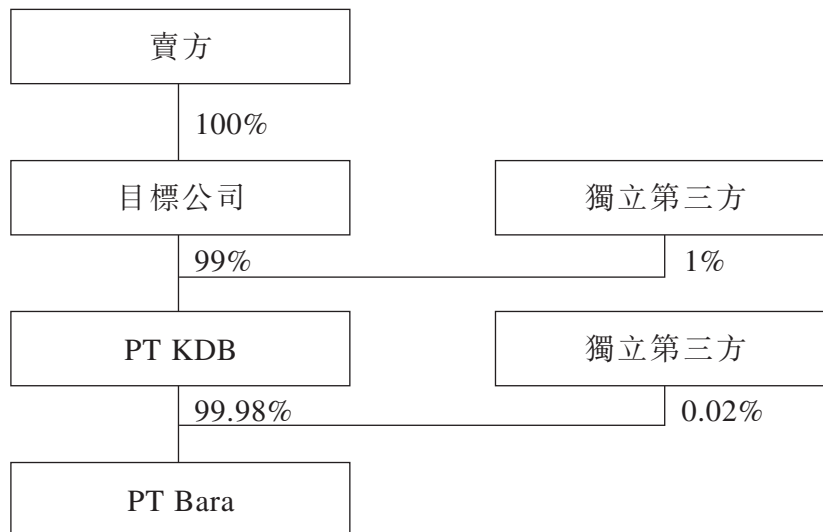 賣方
100%
目標公司
獨立第三方
99%
1%
PT KDB
獨立第三方
99.98%
0.02%
PT Bara